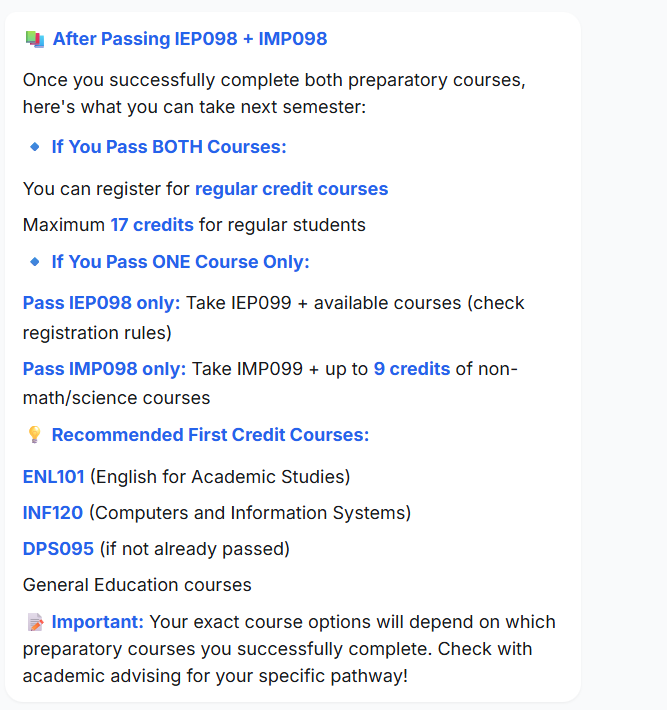 After Passing IEP098 + IMP098
Once you successfully complete both preparatory courses,
here's what you can take next semester:
If You Pass BOTH Courses:
You can register for regular credit courses
Maximum 17 credits for regular students
If You Pass ONE Course Only:
Pass IEP098 only: Take IEP099 + available courses (check
registration rules)
Pass IMP098 only: Take IMP099 + up to 9 credits of non-
math/science courses
Recommended First Credit Courses:
ENL101 (English for Academic Studies)
INF120 (Computers and Information Systems)
DPS095 (if not already passed)
General Education courses
Important: Your exact course options will depend on which
preparatory courses you successfully complete. Check with
academic advising for your specific pathway!